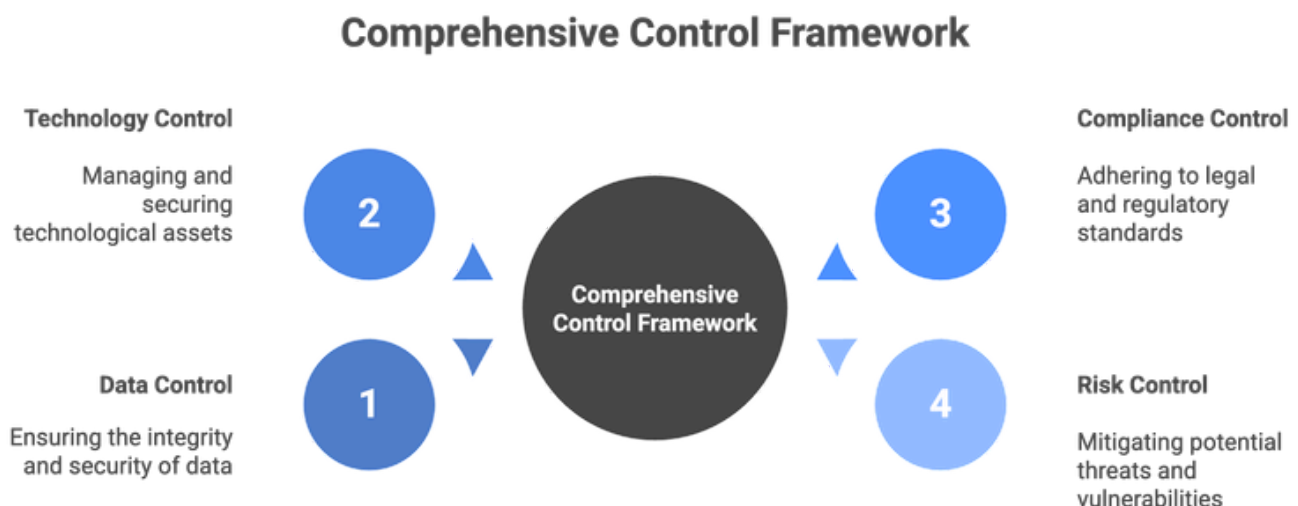 Comprehensive Control Framework
Technology Control
Managing and
securing
technological assets
2
Compliance Control
Adhering to legal
and regulatory
standards
3
Comprehensive
Control Framework
Data Control
Ensuring the integrity
and security of data
1
Risk Control
Mitigating potential
threats and
vulnerabilities
4